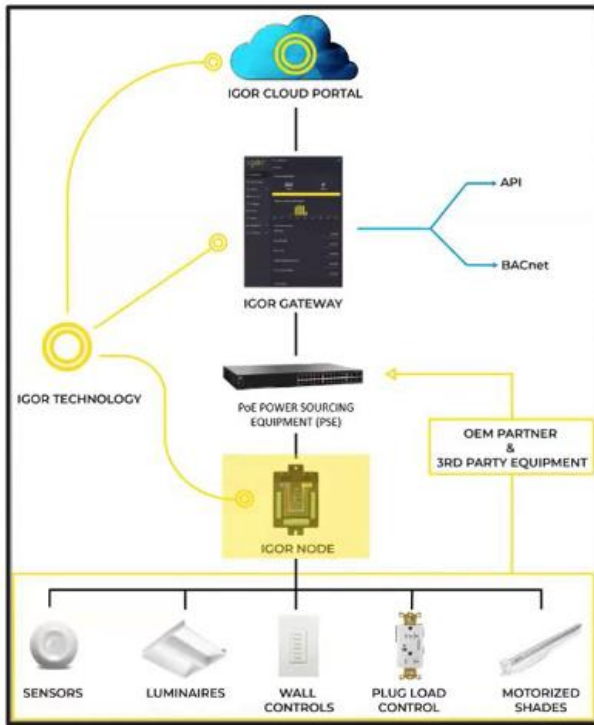 IGOR CLOUD PORTAL
API
BACnet
IGOR GATEWAY
IGOR TECHNOLOGY
PoE POWER SOURCING
EQUIPMENT (PSE)
OEM PARTNER
&
3RD PARTY EQUIPMENT
IGOR NODE
SENSORS
LUMINAIRES
WALL
CONTROLS
PLUG LOAD
CONTROL
MOTORIZED
SHADES